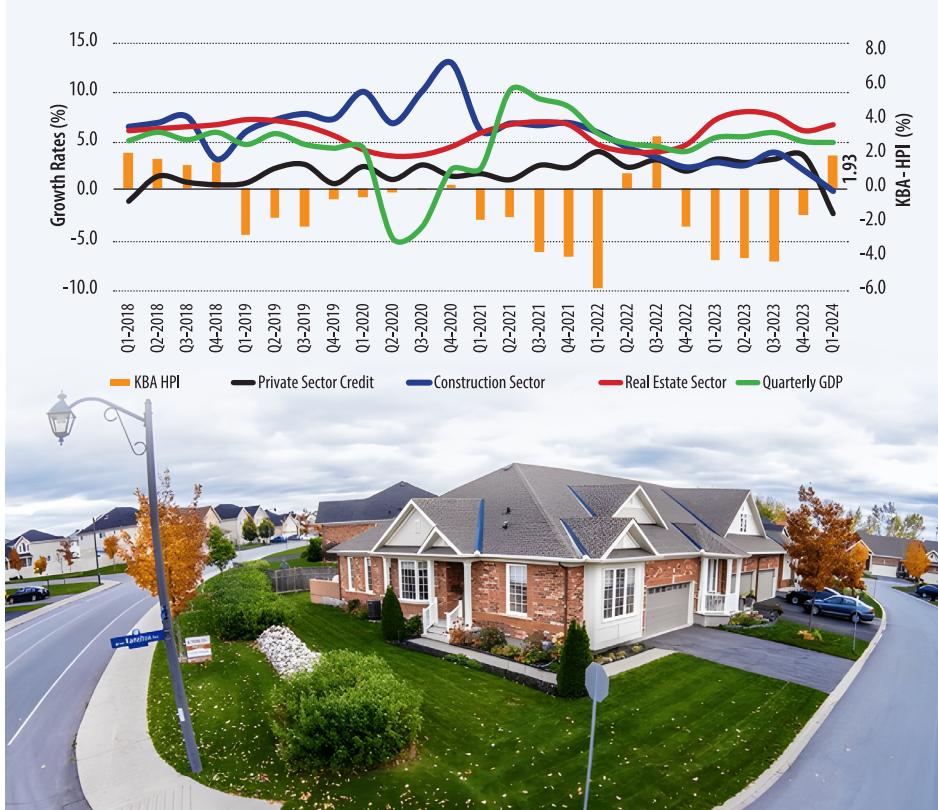 15.0
10.0
5.0
0.0
-5.0
-10.0
Growth Rates (%)
8.0
6.0
4.0
2.0
0.0
-2.0
-4.0
-6.0
KBA- HPI (%)
1.93
Q1-2018
Q2-2018
Q3-2018
Q4-2018
Q1-2019
Q2-2019
Q3-2019
Q4-2019
Q1-2020
Q2-2020
Q3-2020
Q4-2020
Q1-2021
Q2-2021
Q3-2021
Q4-2021
Q1-2022
Q2-2022
Q3-2022
Q4-2022
Q1-2023
Q2-2023
Q3-2023
Q4-2023
Q1-2024
KBA HPI
Private Sector Credit
Construction Sector
Real Estate Sector
Quarterly GDP